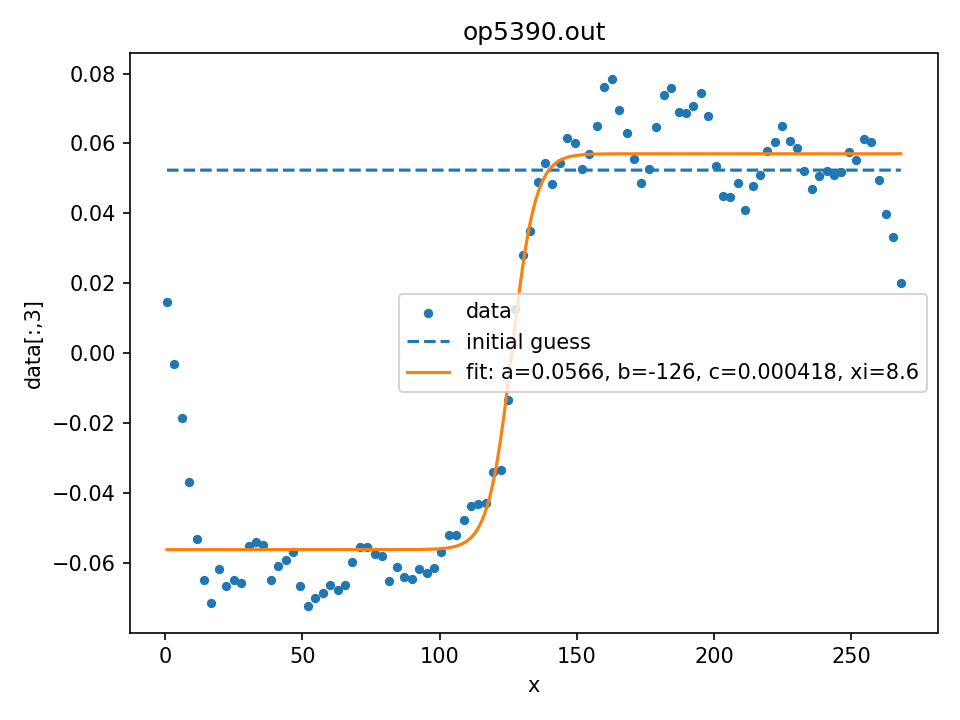 op5390.out
0.08
0.06
0.04
0.02
0.00
−0.02
−0.04
−0.06
data[:,3]
data
initial guess
fit: a=0.0566, b=-126, c=0.000418, xi=8.6
0 50 100 150 200 250
x